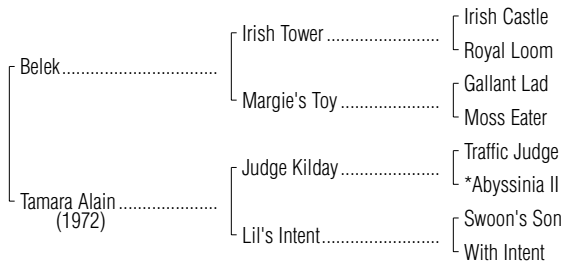 Irish Castle
Irish Tower ........................
Royal Loom
Belek.................................
Gallant Lad
Margie's Toy .....................
Moss Eater
Traffic Judge
Judge Kilday .....................
*Abyssinia II
Tamara Alain .....................
(1972)
Swoon's Son
Lil's Intent.........................
With Intent